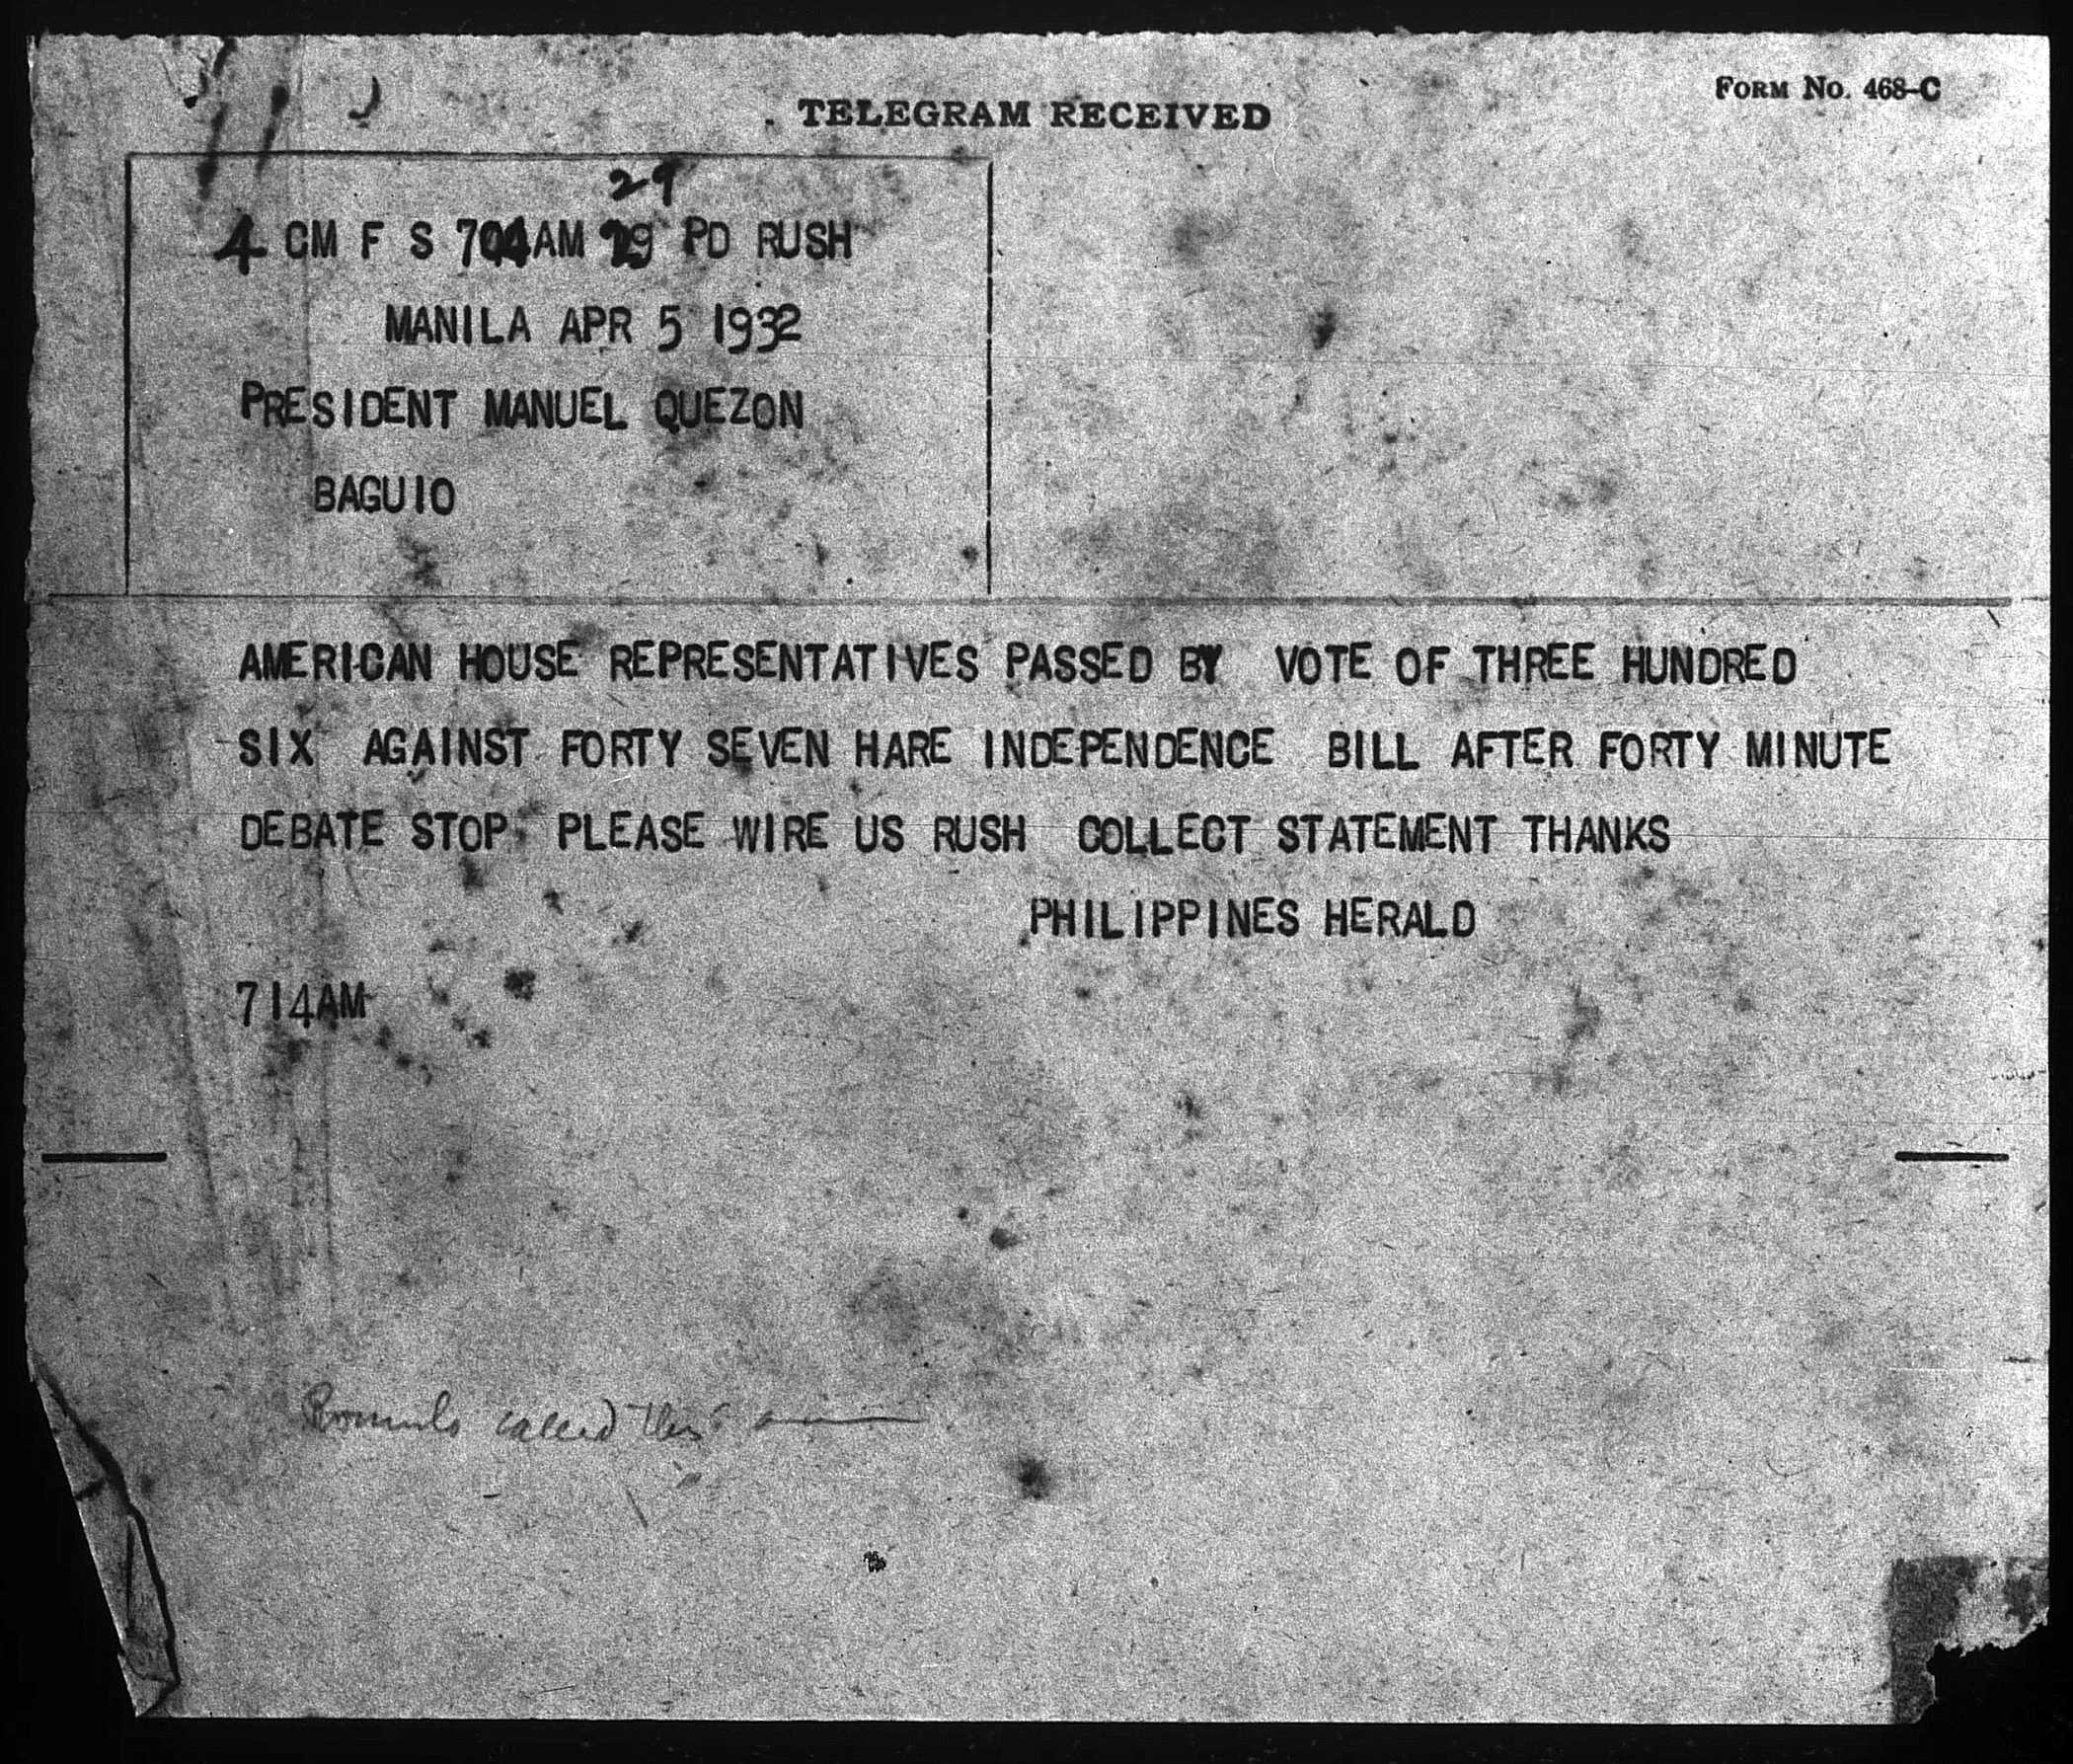 FORM NO. 468-C
TELEGRAM RECEIVED
29
4 CM F S 704AM 29 PD RUSH
MANILA APR 5 1932
PRESIDENT MANUEL QUEZON
BAGUIO
AMERICAN HOUSE REPRESENTATIVES PASSED BY VOTE OF THREE HUNDRED
SIX AGAINST FORTY SEVEN HARE INDEPENDENCE BILL AFTER FORTY MINUTE
DEBATE STOP PLEASE WIRE US RUSH COLLECT STATEMENT THANKS
PHILIPPINES HERALD
714AM
Romulo called this